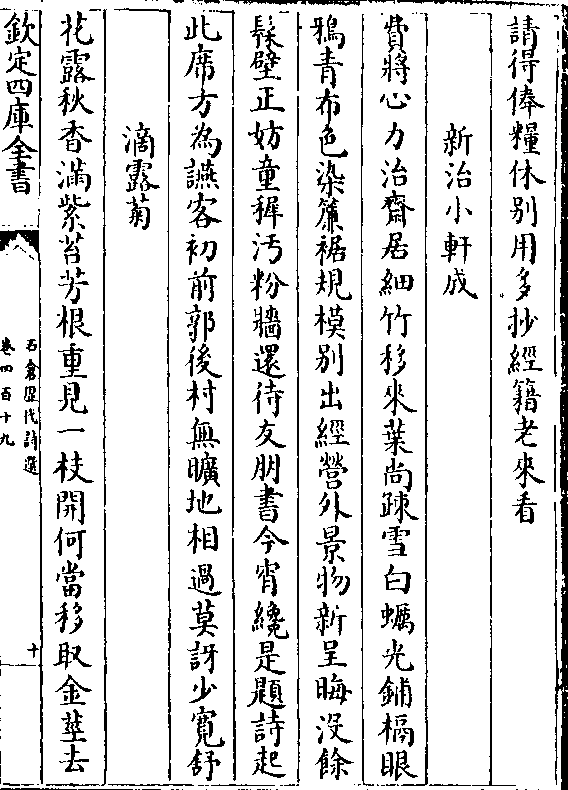 請得俸糧休别用多抄經籍老來看
新治小軒成
費將心力治齋居細竹移來葉尚踈雪白蠣光鋪槅眼
鴉青布色染簾裾規模别出經營外景物新呈晦没餘
髹壁正妨童穉汚粉牆還待友朋書今宵纔是題詩起
此席方為讌客初前郭後村無曠地相過莫訝少寛舒
滴露菊
花露秋香滿紫苔芳根重見一枝開何當移取金莖去
欽定四庫全書
石倉歴代詩選
卷四百十九
十